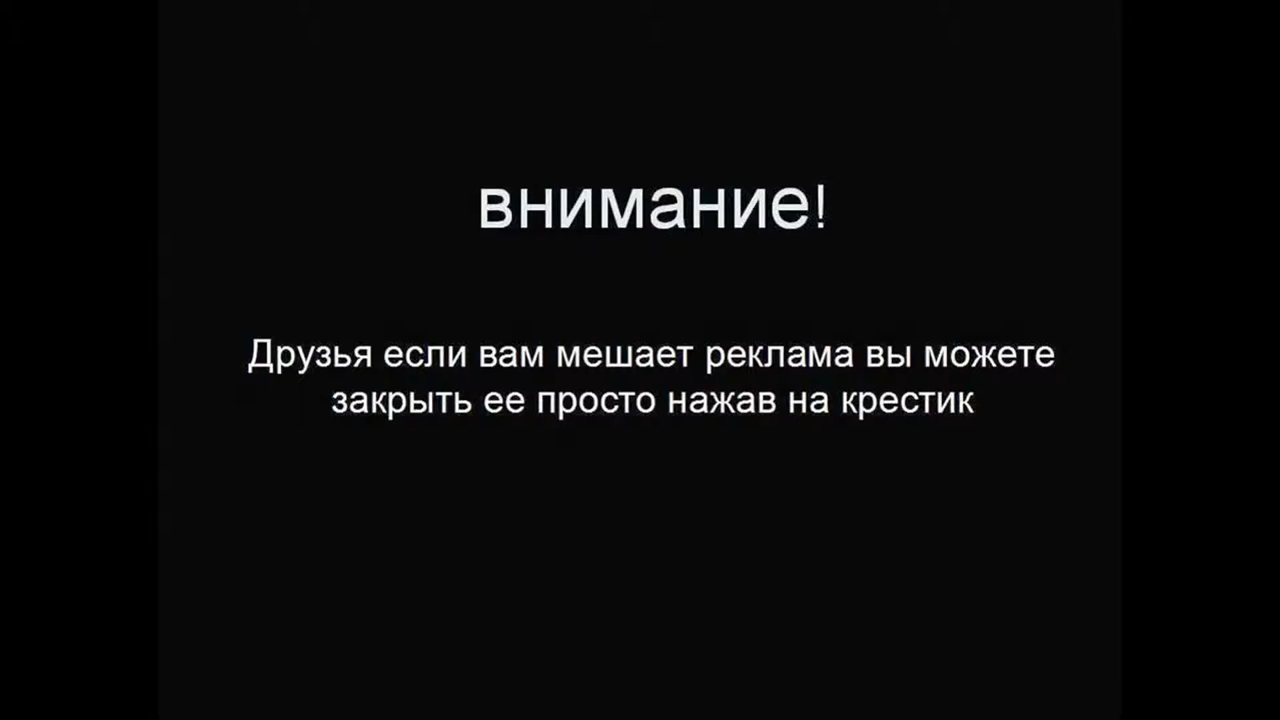 внимание!
Друзья если вам мешает реклама вы можете
закрыть ее просто нажав на крестик